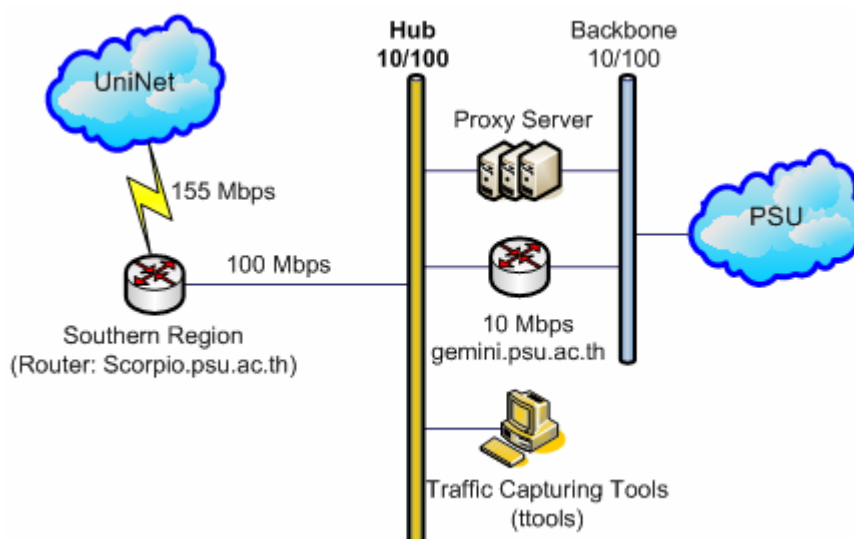 UniNet
155 Mbps
100 Mbps
Southern Region
(Router: Scorpio.psu.ac.th)
Hub
10/100
Backbone
10/100
Proxy Server
10 Mbps
gemini.psu.ac.th
Traffic Capturing Tools
(ttools)
PSU